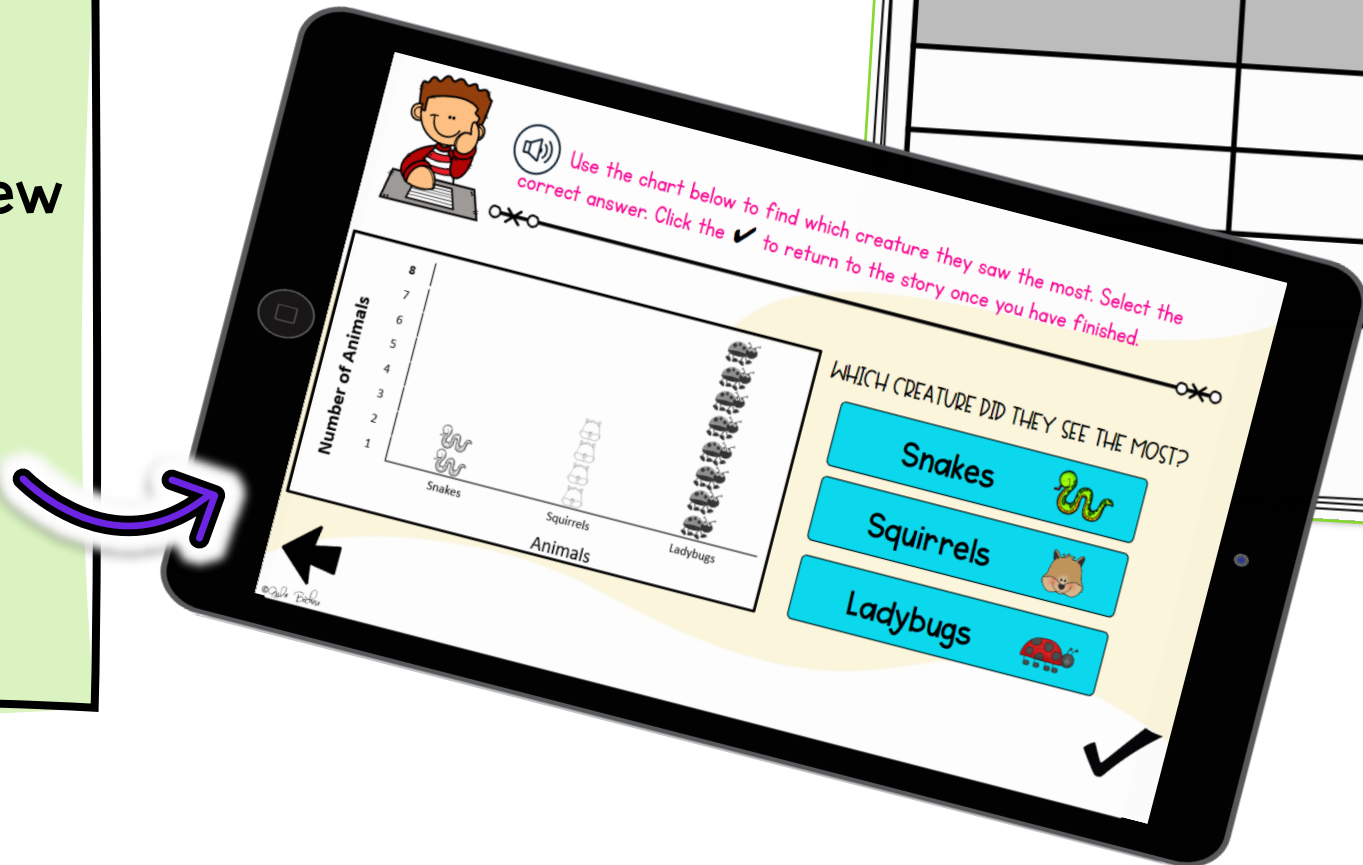 ew
Use the chart below to find which creature they saw the most. Select the
correct answer. Click the ✔ to return to the story once you have finished.
Number of Animals
8
7
6
5
4
3
2
1
Snakes
Squirrels
Ladybugs
Animals
WHICH CREATURE DID THEY SEE THE MOST?
Snakes
Squirrels
Ladybugs